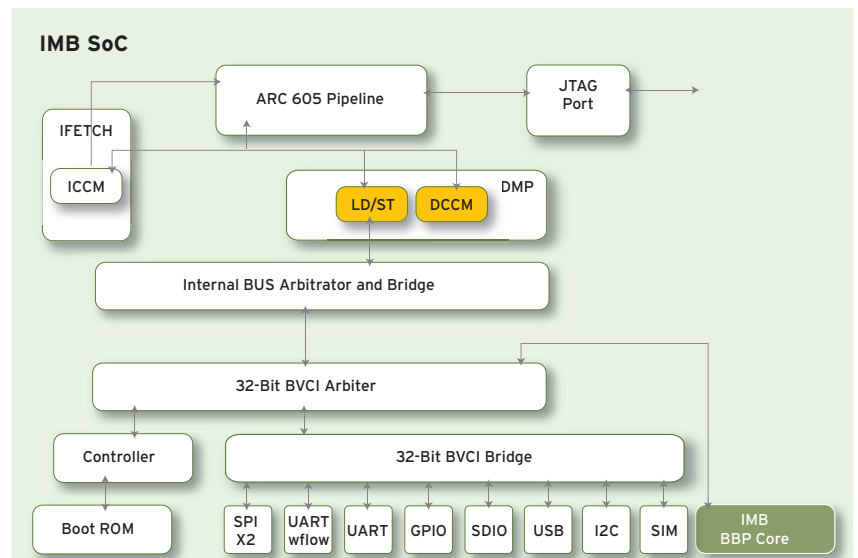 IMB SoC
ARC 605 Pipeline
JTAG
Port
IFETCH
ICCM
DMP
LD/ST
DCCM
Internal BUS Arbitrator and Bridge
32-Bit BVCI Arbiter
Controller
32-Bit BVCI Bridge
Boot ROM
SPI
X2
UART
wflow
UART
GPIO
SDIO
USB
I2C
SIM
IMB
BBP Core